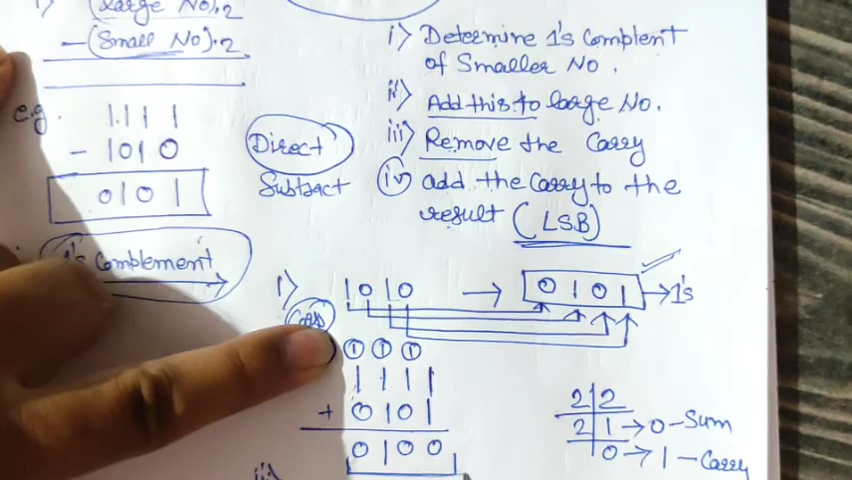 (Large No).2
- (Small No).2
e.g. 1111
- 1010
0101
Direct
Subtract
1's Complement
i) Determine 1's Complent
of Smaller No.
ii) Add this to large No.
iii) Remove the Carry
iv) add the Carry to the
result (LSB)
1) 1010 → 0101 → 1's
1 1 1
1111
+ 0101
0100
2 | 2
2 | 1 → 0 - Sum
0 → 1 - Carry